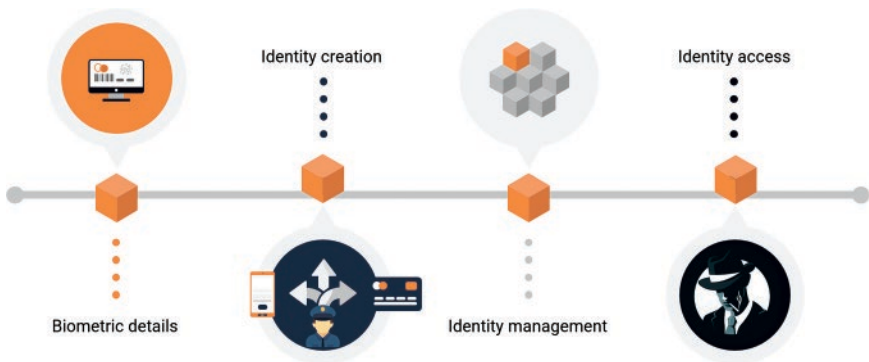 Identity creation
Identity access
Biometric details
Identity management